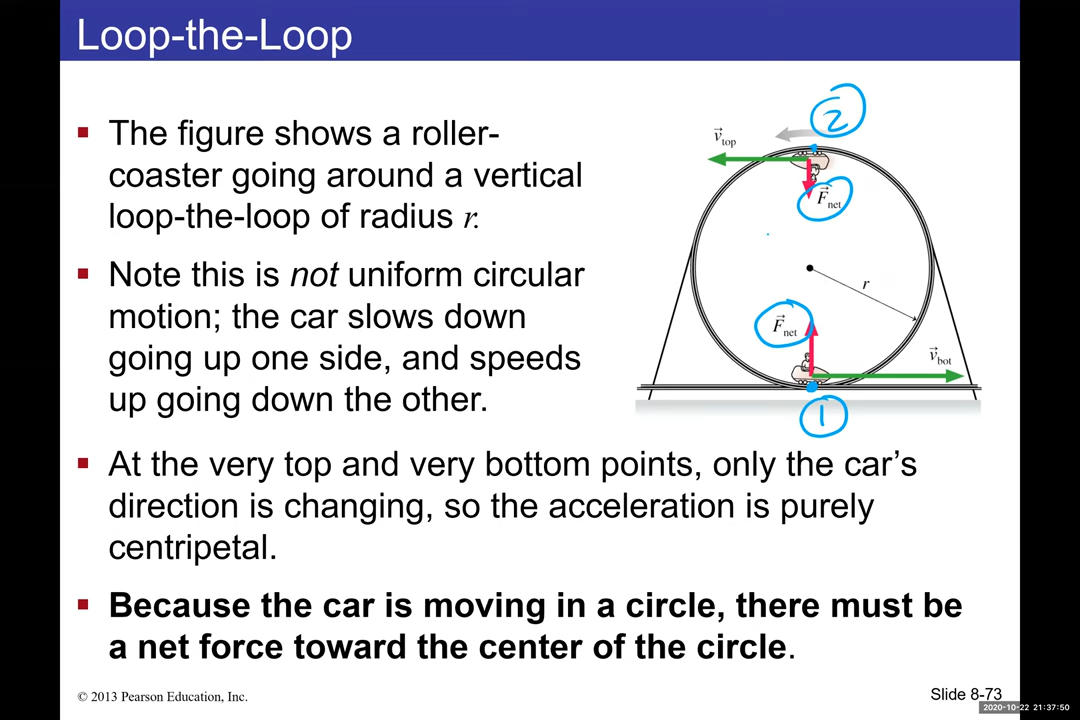 Loop-the-Loop
▪ The figure shows a roller-
coaster going around a vertical
loop-the-loop of radius r.
▪ Note this is not uniform circular
motion; the car slows down
going up one side, and speeds
up going down the other.
2
v⃗top
F⃗net
r
F⃗net
v⃗bot
1
▪ At the very top and very bottom points, only the car’s
direction is changing, so the acceleration is purely
centripetal.
▪ Because the car is moving in a circle, there must be
a net force toward the center of the circle.
© 2013 Pearson Education, Inc.
Slide 8-73
2020-10-22 21:37:50